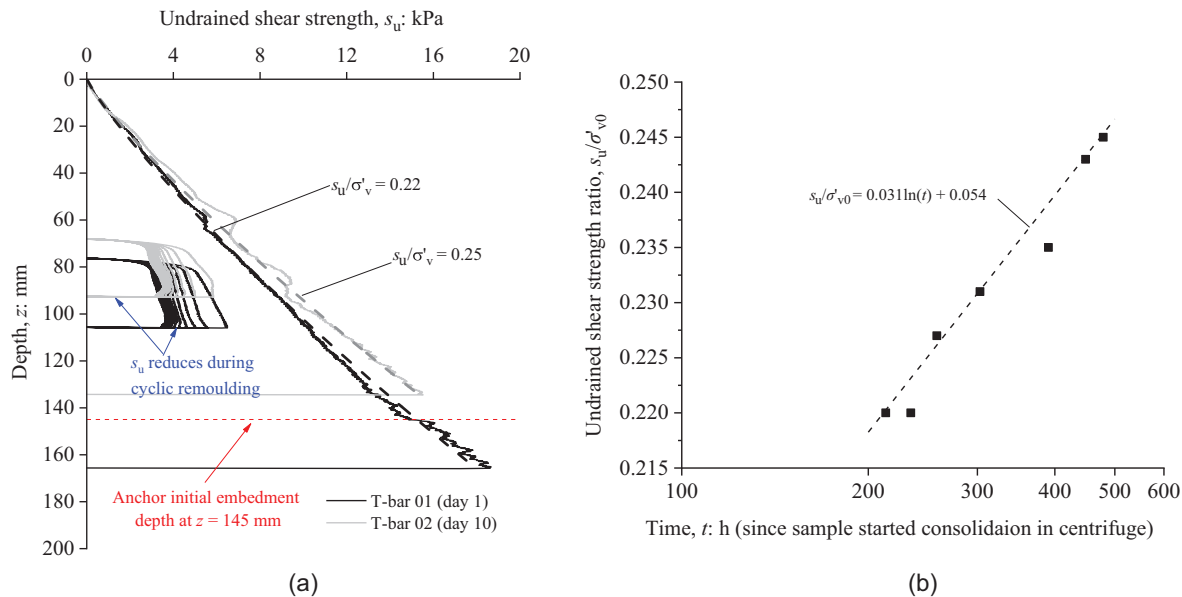 Undrained shear strength, su: kPa
0 4 8 12 16 20
0
20
40
60
80
100
120
140
160
180
200
Depth, z: mm
su/σ'v = 0.22
su/σ'v = 0.25
su reduces during
cyclic remoulding
Anchor initial embedment
depth at z = 145 mm
T-bar 01 (day 1)
T-bar 02 (day 10)
(a)
Undrained shear strength ratio, su/σ'v0
0.250
0.245
0.240
0.235
0.230
0.225
0.220
0.215
su/σ'v0 = 0.031ln(t) + 0.054
100 200 300 400 500 600
Time, t: h (since sample started consolidaion in centrifuge)
(b)